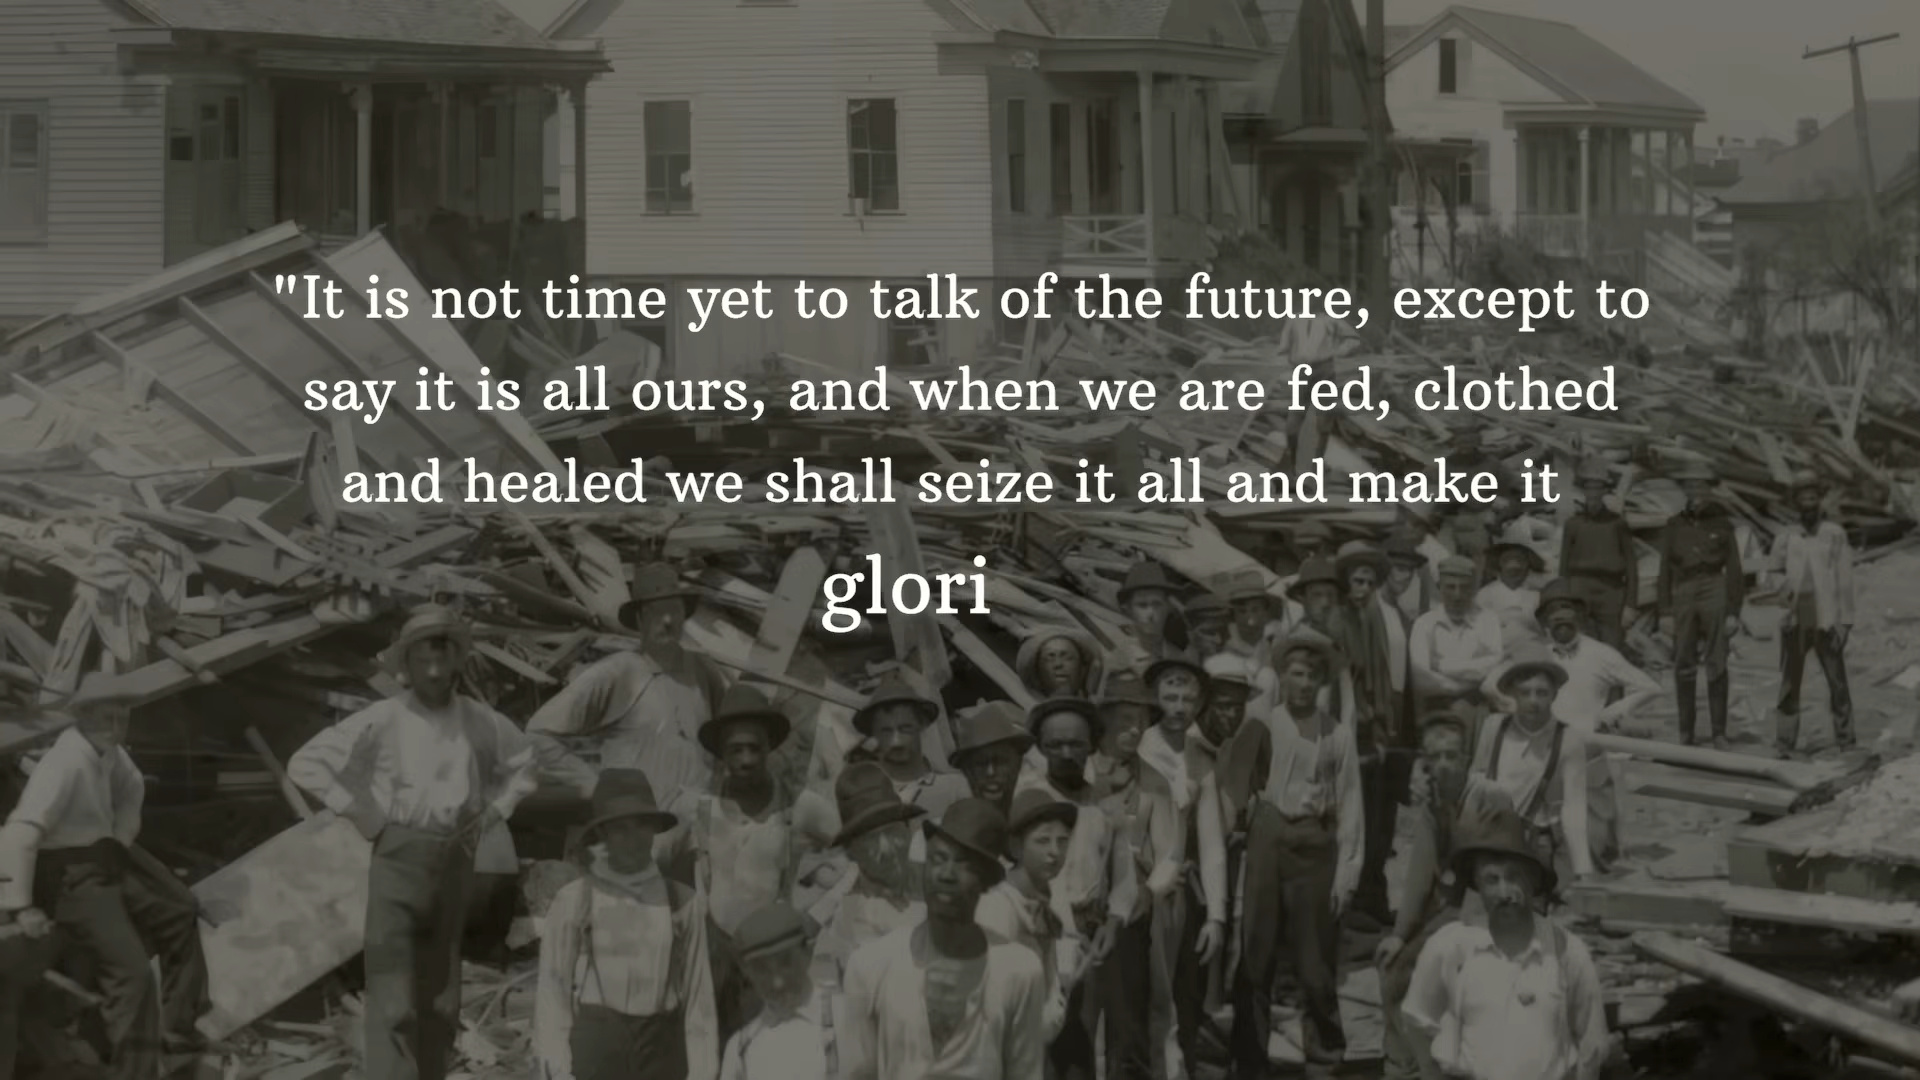 "It is not time yet to talk of the future, except to
say it is all ours, and when we are fed, clothed
and healed we shall seize it all and make it
glori